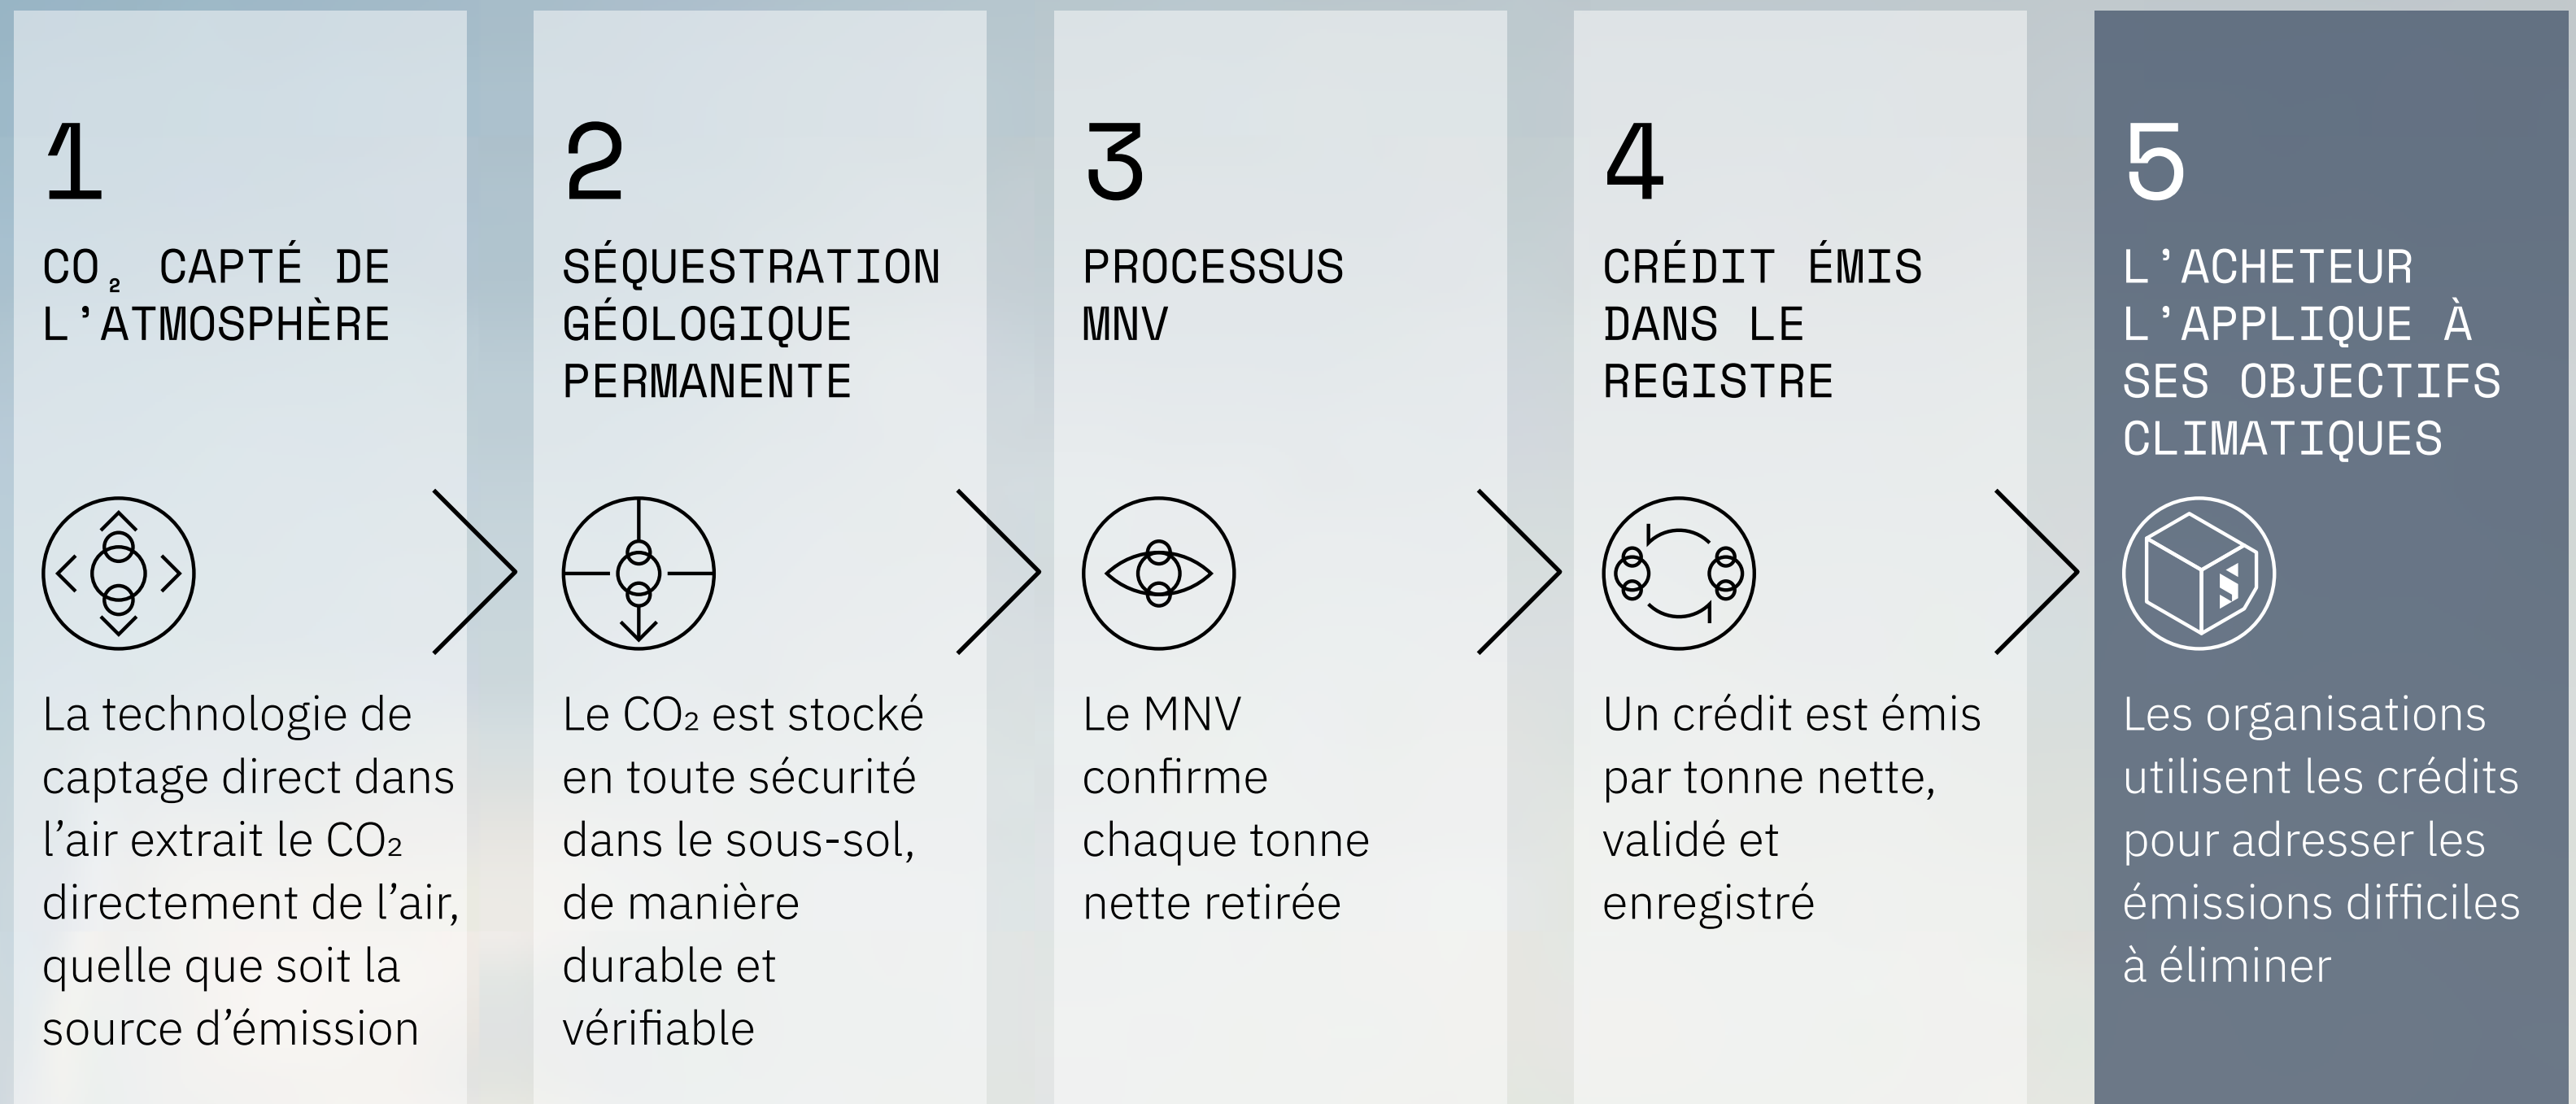 1
CO₂ CAPTÉ DE
L’ATMOSPHÈRE
La technologie de
captage direct dans
l’air extrait le CO₂
directement de l’air,
quelle que soit la
source d’émission
2
SÉQUESTRATION
GÉOLOGIQUE
PERMANENTE
Le CO₂ est stocké
en toute sécurité
dans le sous-sol,
de manière
durable et
vérifiable
3
PROCESSUS
MNV
Le MNV
confirme
chaque tonne
nette retirée
4
CRÉDIT ÉMIS
DANS LE
REGISTRE
Un crédit est émis
par tonne nette,
validé et
enregistré
5
L’ACHETEUR
L’APPLIQUE À
SES OBJECTIFS
CLIMATIQUES
Les organisations
utilisent les crédits
pour adresser les
émissions difficiles
à éliminer